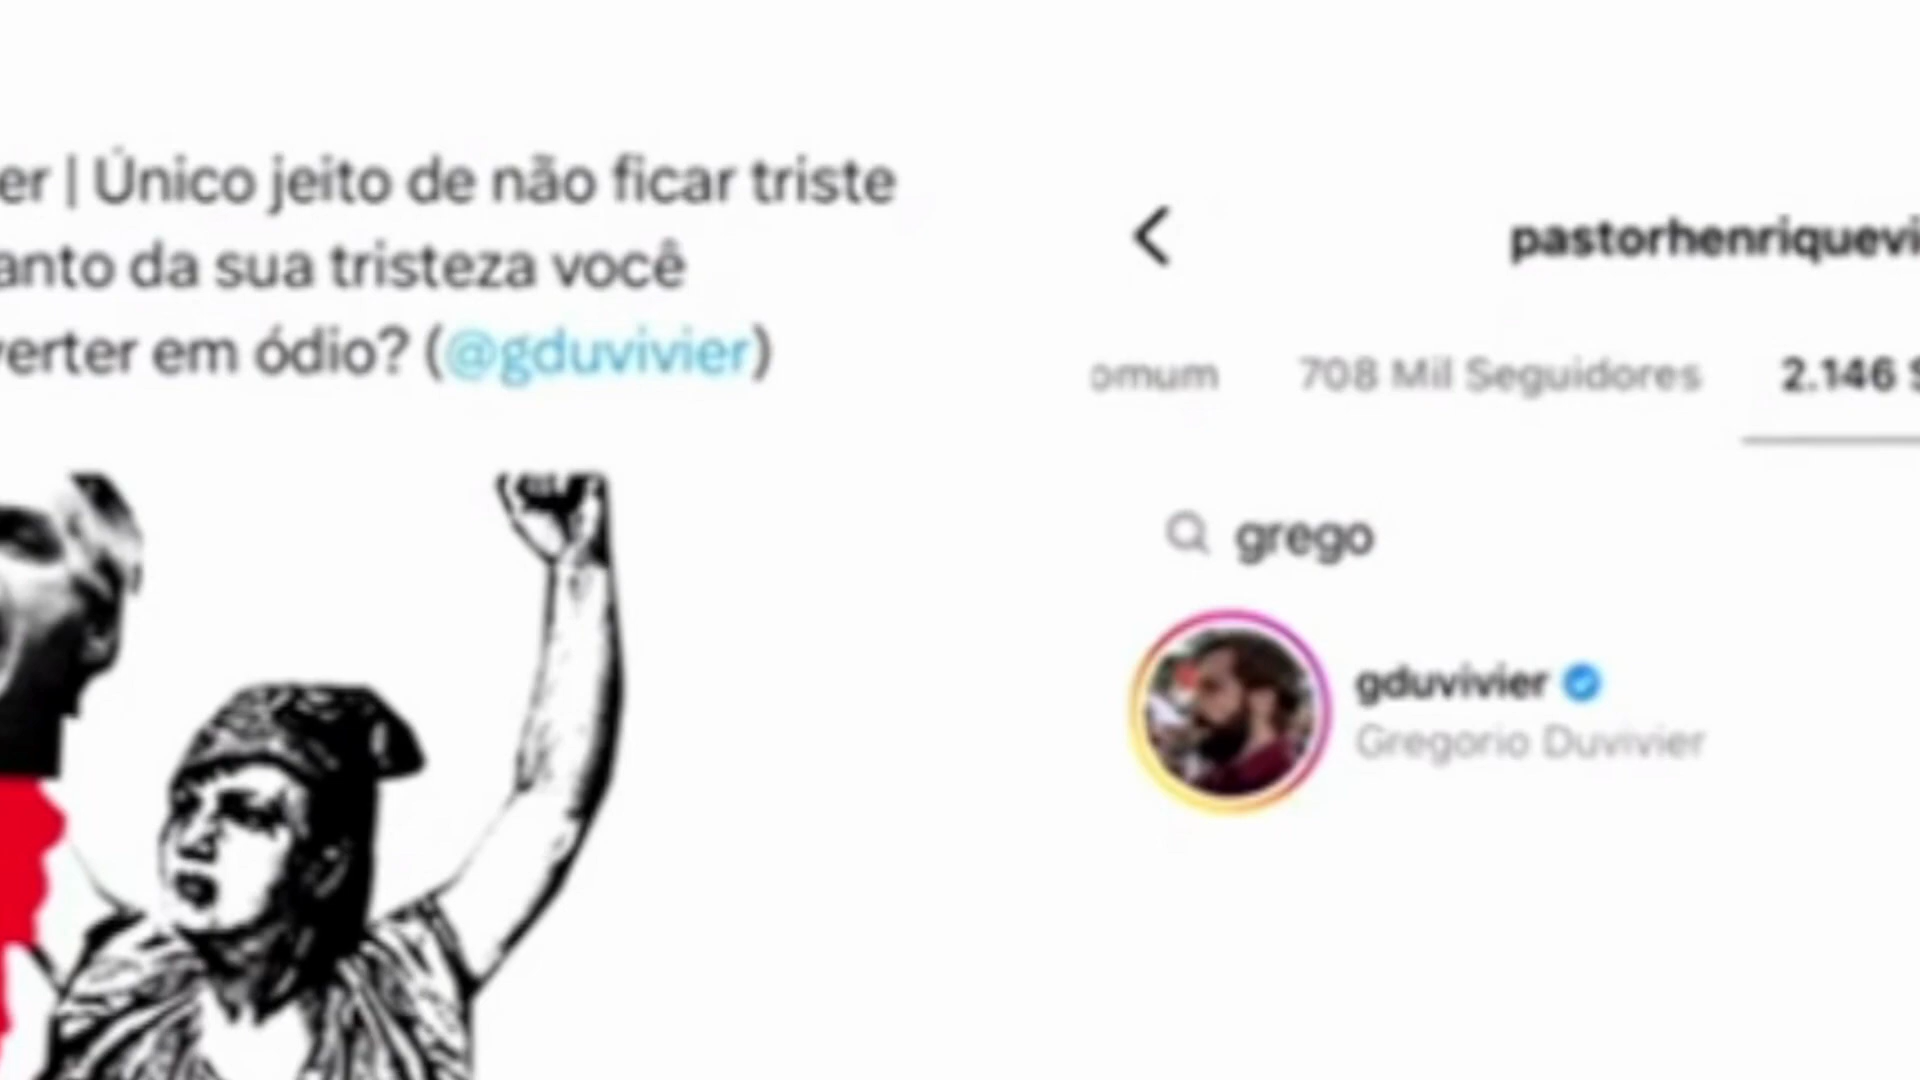 er | Único jeito de não ficar triste
anto da sua tristeza você
verter em ódio? (@gduvivier)
pastorhenriquevi
omum 708 Mil Seguidores 2.146 S
grego
gduvivier
Gregorio Duvivier